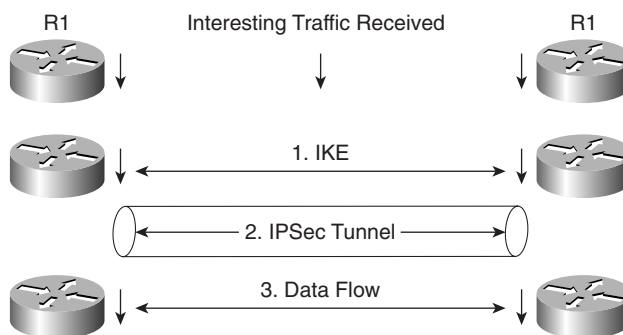 R1
Interesting Traffic Received
R1
1. IKE
2. IPSec Tunnel
3. Data Flow